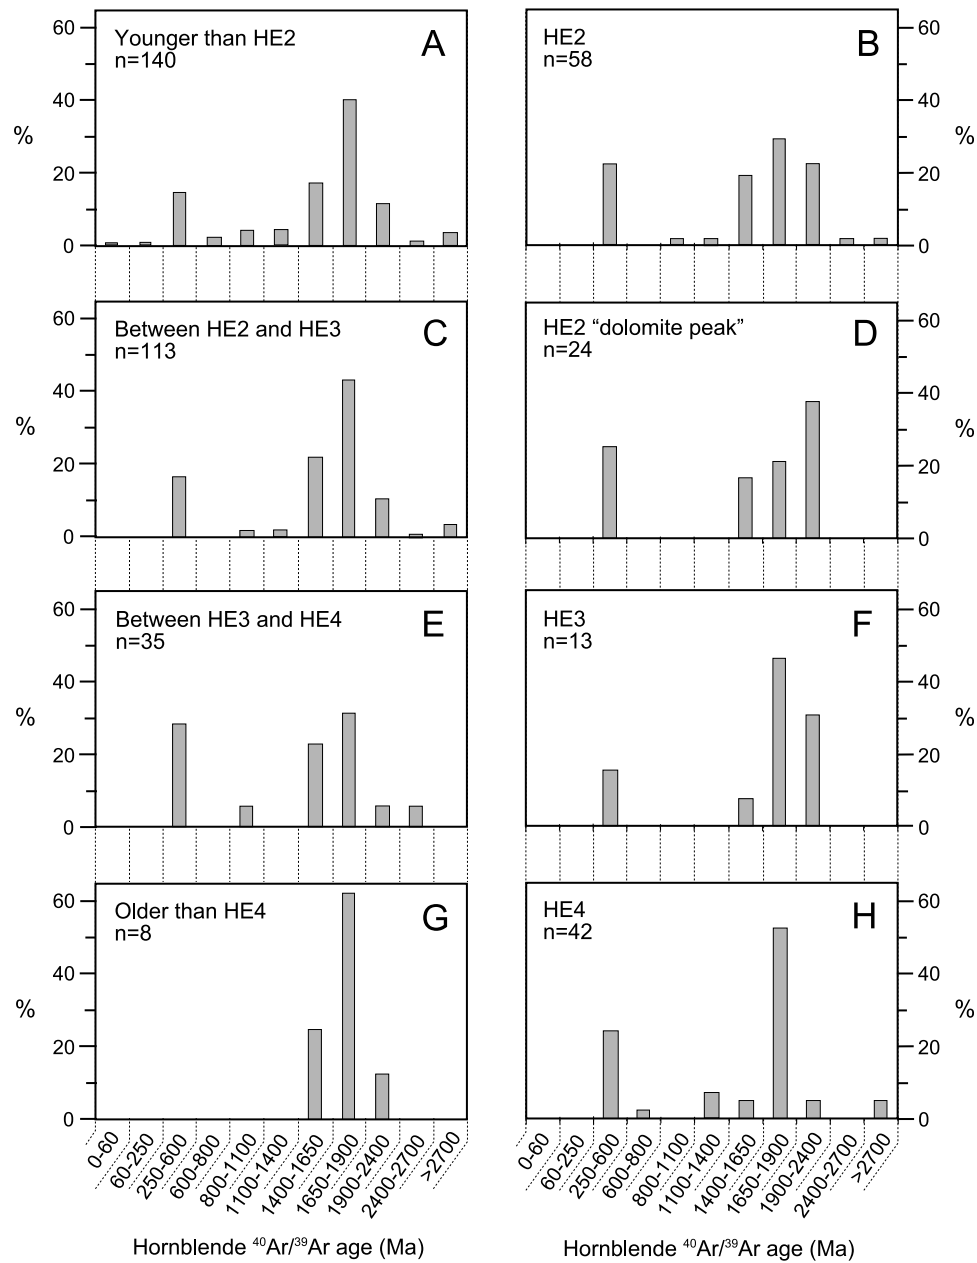 Younger than HE2
n=140
A
60
40
20
0
%
HE2
n=58
B
60
40
20
0
%
Between HE2 and HE3
n=113
C
60
40
20
0
%
HE2 “dolomite peak”
n=24
D
60
40
20
0
%
Between HE3 and HE4
n=35
E
60
40
20
0
%
HE3
n=13
F
60
40
20
0
%
Older than HE4
n=8
G
60
40
20
0
%
HE4
n=42
H
60
40
20
0
%
0-60
60-250
250-600
600-800
800-1100
1100-1400
1400-1650
1650-1900
1900-2400
2400-2700
>2700
Hornblende ⁴⁰Ar/³⁹Ar age (Ma)
0-60
60-250
250-600
600-800
800-1100
1100-1400
1400-1650
1650-1900
1900-2400
2400-2700
>2700
Hornblende ⁴⁰Ar/³⁹Ar age (Ma)